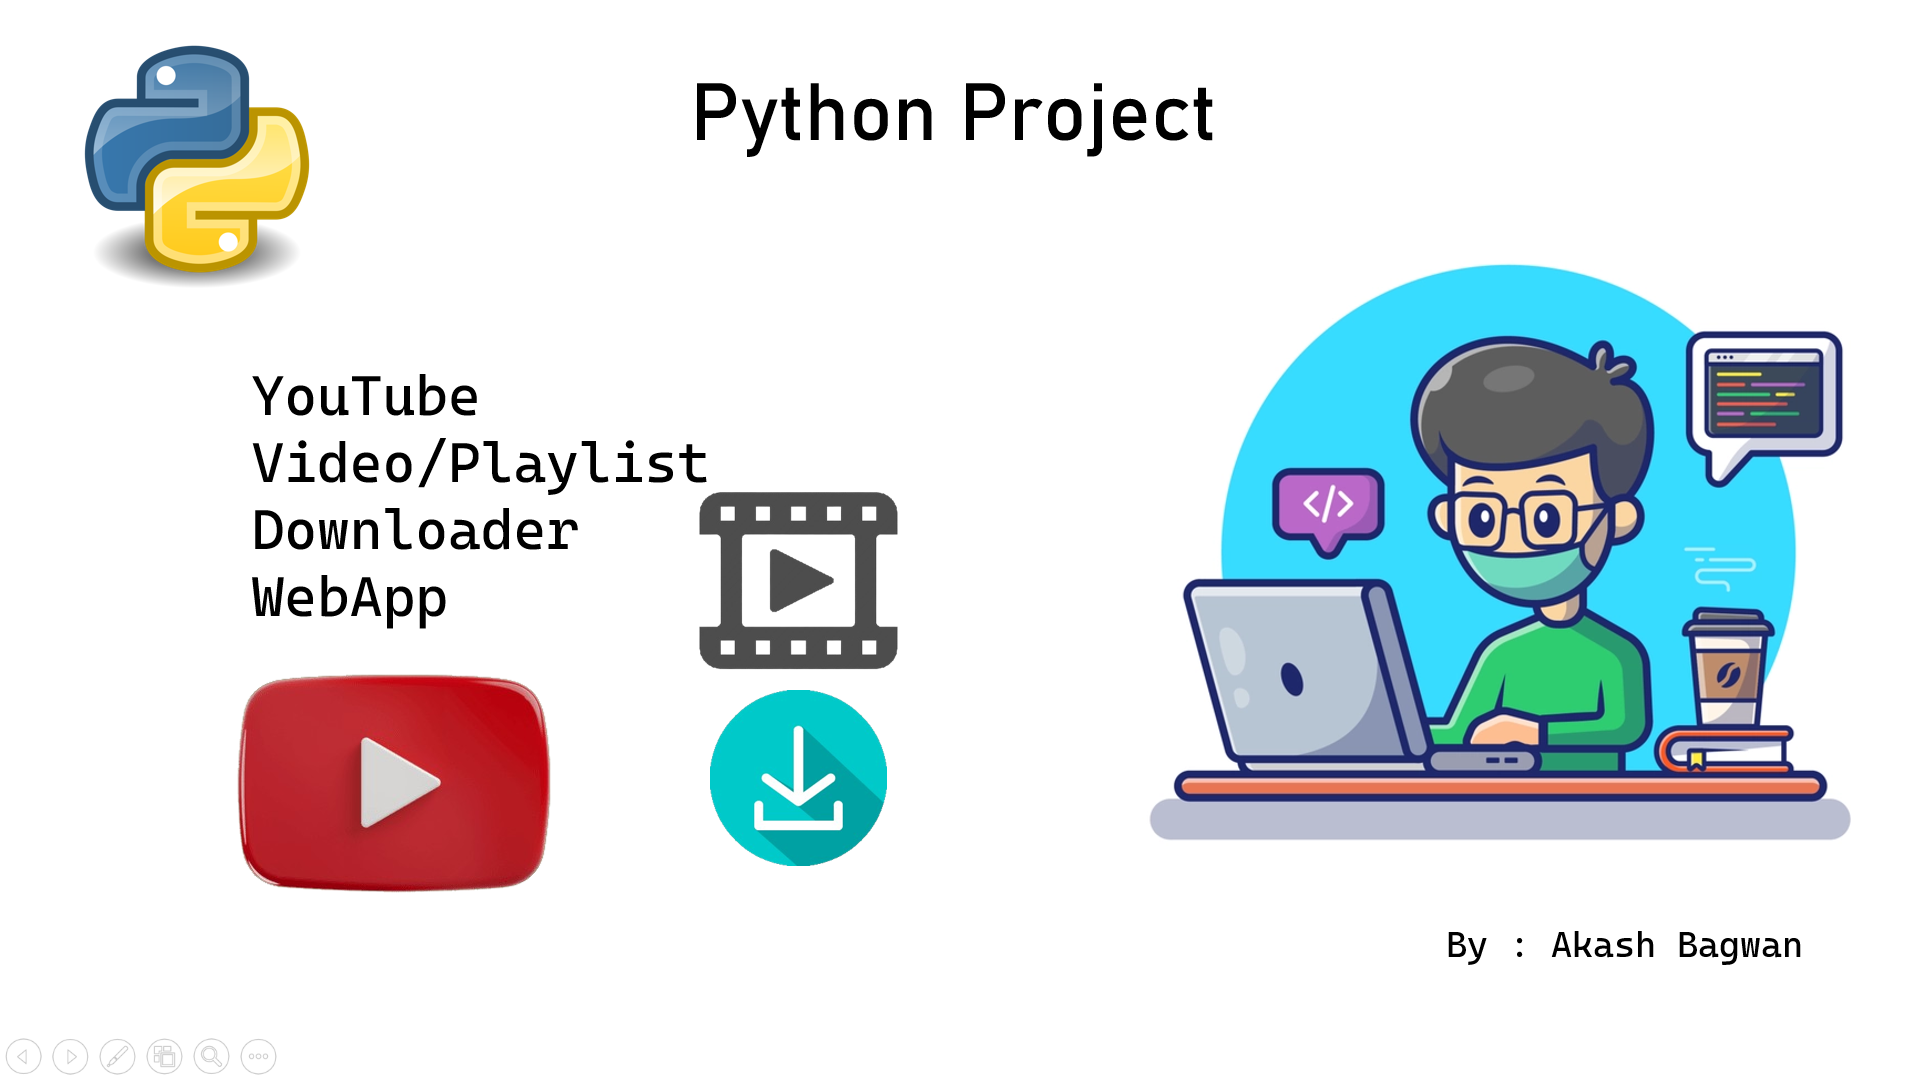 Python Project
YouTube
Video/Playlist
Downloader
WebApp
</>
By : Akash Bagwan